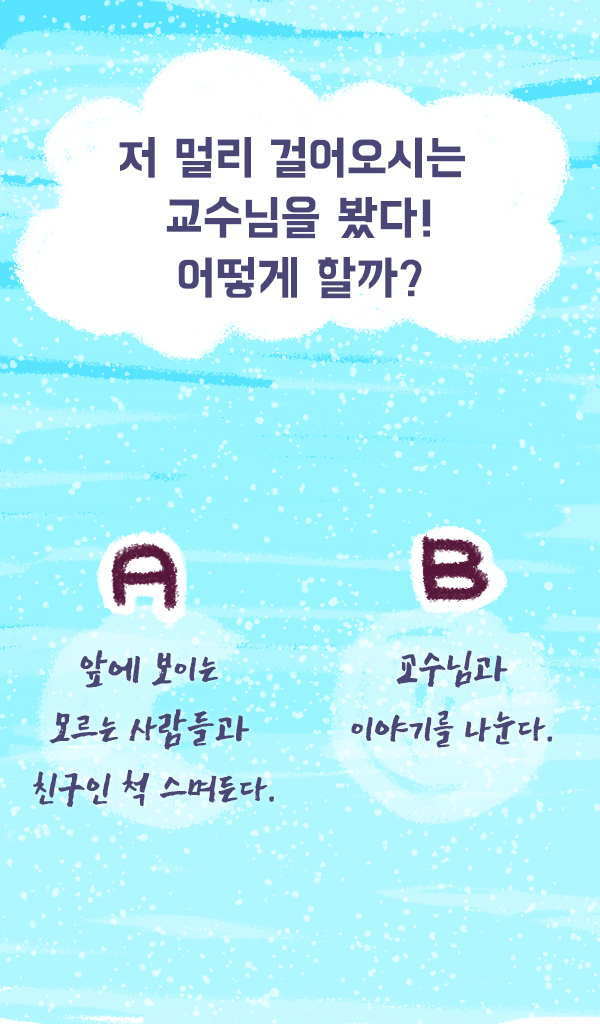 저 멀리 걸어오시는
교수님을 봤다!
어떻게 할까?
A
앞에 보이는
모르는 사람들과
친구인 척 스며든다.
B
교수님과
이야기를 나눈다.